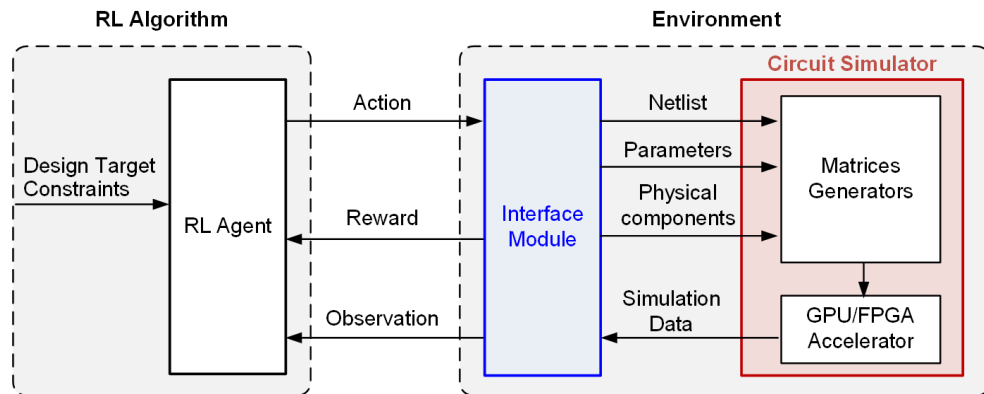 RL Algorithm
Environment
Circuit Simulator
Design Target
Constraints
RL Agent
Action
Reward
Observation
Interface
Module
Netlist
Parameters
Physical
components
Simulation
Data
Matrices
Generators
GPU/FPGA
Accelerator